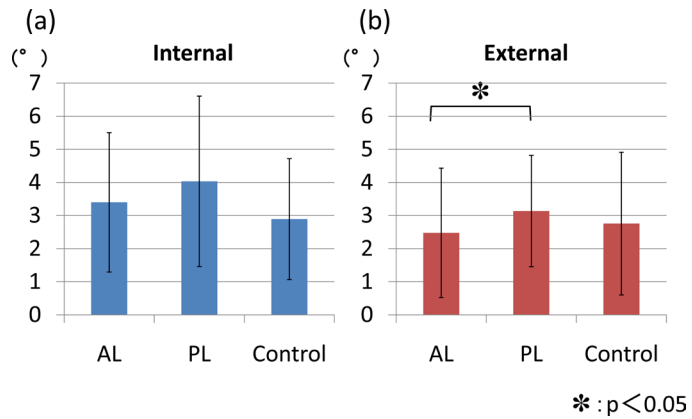 (a)
(°)
Internal
7
6
5
4
3
2
1
0
AL PL Control
(b)
(°)
External
7
6
5
4
3
2
1
0
*
AL PL Control
*:p＜0.05